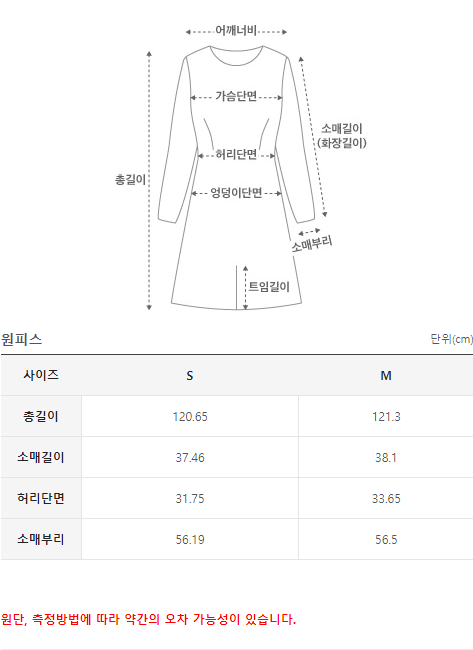 어깨너비
가슴단면
소매길이
(화장길이)
허리단면
총길이
엉덩이단면
소매부리
트임길이
원피스 단위(cm)
사이즈 S M
총길이 120.65 121.3
소매길이 37.46 38.1
허리단면 31.75 33.65
소매부리 56.19 56.5
원단, 측정방법에 따라 약간의 오차 가능성이 있습니다.